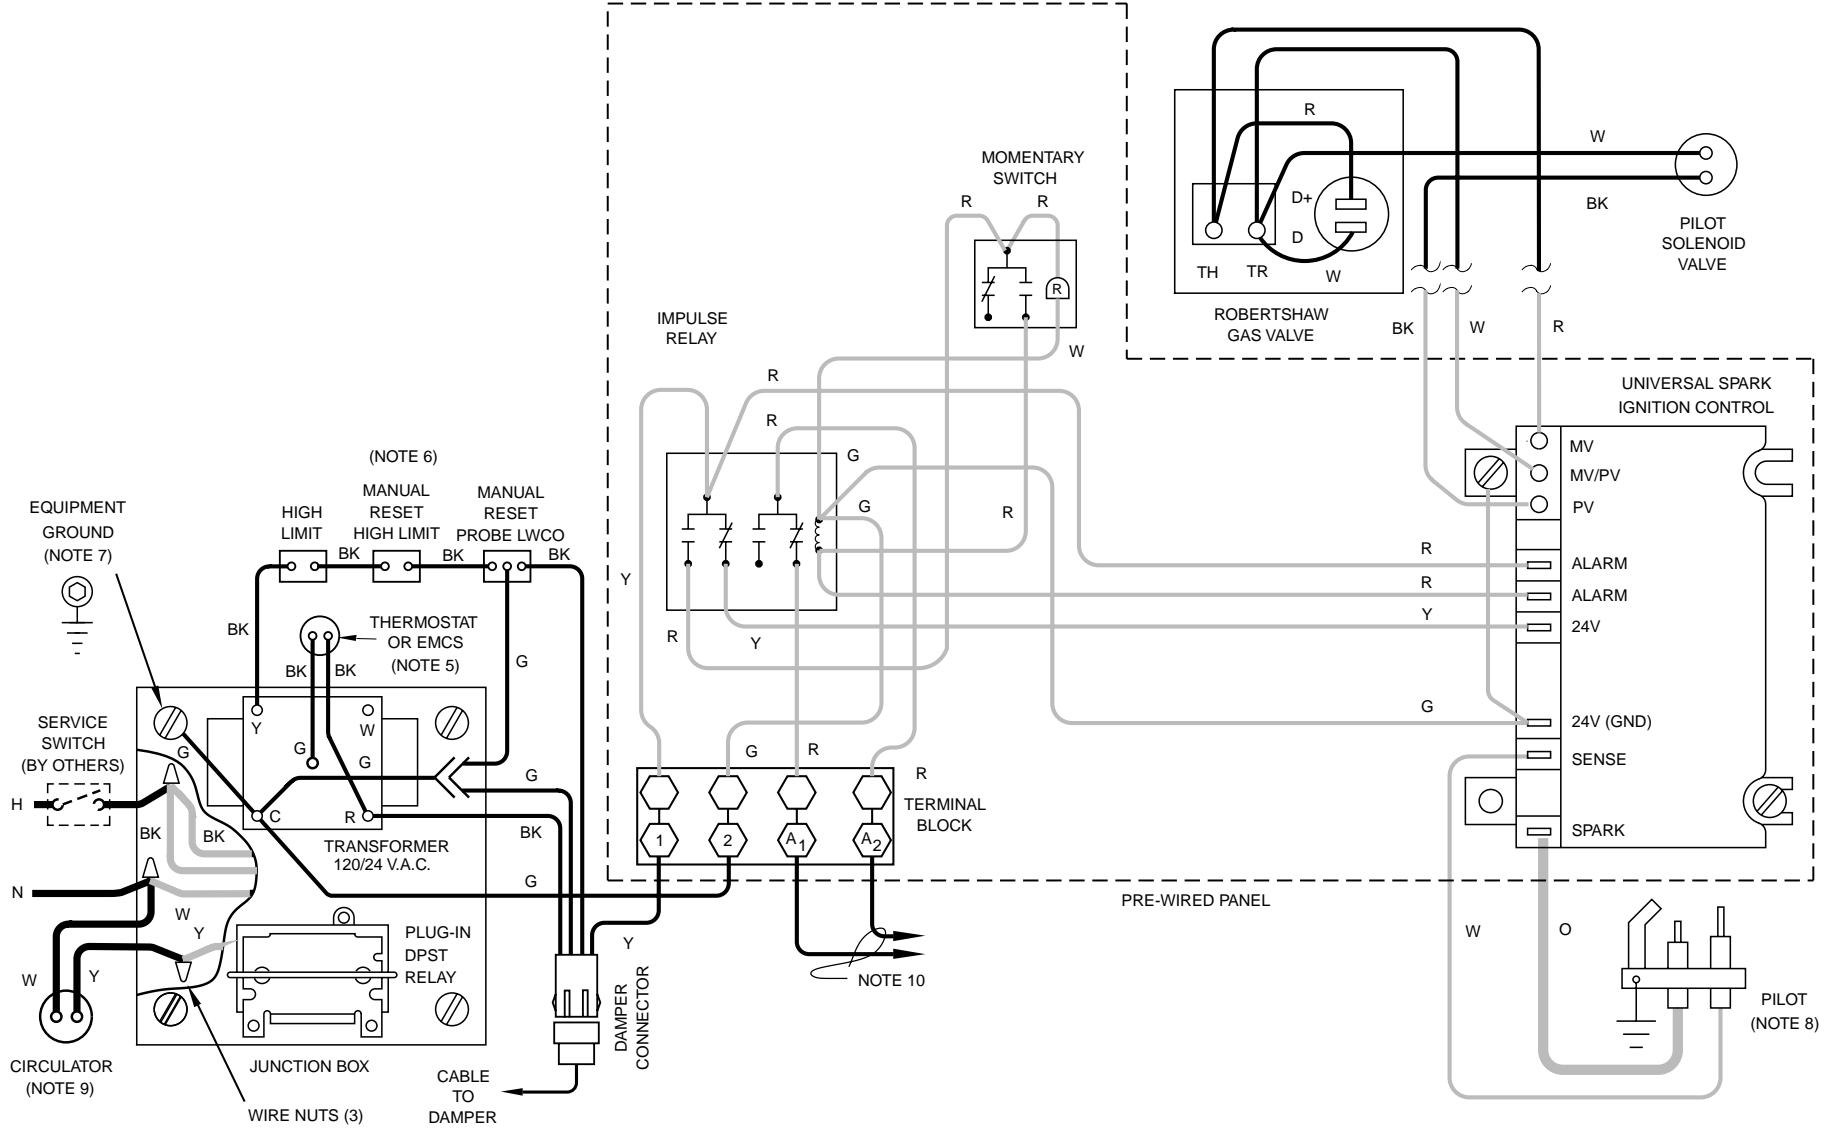 MOMENTARY
SWITCH
R
R
R
W
IMPULSE
RELAY
R
R
G
G
R
Y
R
Y
G
R
R
TERMINAL
BLOCK
1
2
A1
A2
R
D+
D
TH
TR
W
ROBERTSHAW
GAS VALVE
W
BK
PILOT
SOLENOID
VALVE
BK
W
R
UNIVERSAL SPARK
IGNITION CONTROL
MV
MV/PV
PV
R
ALARM
R
ALARM
Y
24V
G
24V (GND)
SENSE
SPARK
PRE-WIRED PANEL
W
O
PILOT
(NOTE 8)
(NOTE 6)
EQUIPMENT
GROUND
(NOTE 7)
HIGH
LIMIT
MANUAL
RESET
HIGH LIMIT
MANUAL
RESET
PROBE LWCO
BK
BK
BK
BK
THERMOSTAT
OR EMCS
(NOTE 5)
BK
BK
G
SERVICE
SWITCH
(BY OTHERS)
H
G
Y
W
G
G
C
R
G
BK
BK
BK
TRANSFORMER
120/24 V.A.C.
G
N
W
Y
PLUG-IN
DPST
RELAY
W
Y
CIRCULATOR
(NOTE 9)
JUNCTION BOX
WIRE NUTS (3)
Y
DAMPER
CONNECTOR
CABLE
TO
DAMPER
NOTE 10